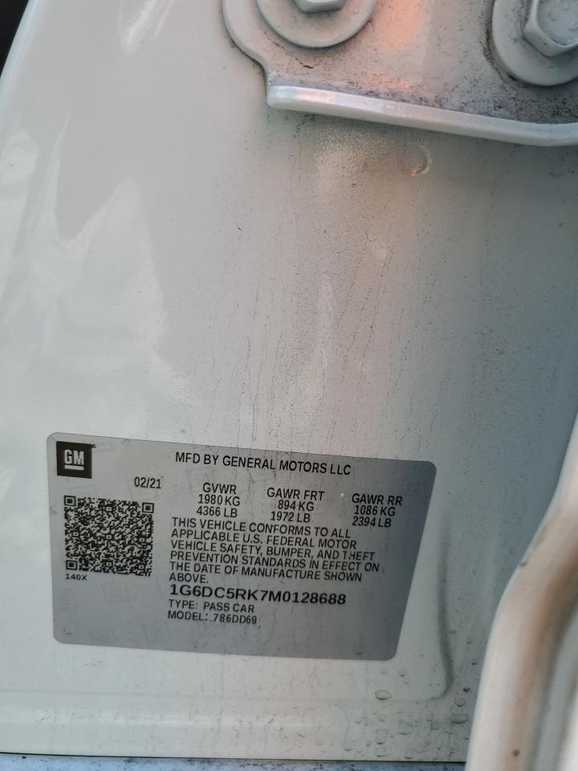 GM
MFD BY GENERAL MOTORS LLC
02/21
GVWR GAWR FRT GAWR RR
1980 KG 894 KG 1086 KG
4366 LB 1972 LB 2394 LB
THIS VEHICLE CONFORMS TO ALL
APPLICABLE U.S. FEDERAL MOTOR
VEHICLE SAFETY, BUMPER, AND THEFT
PREVENTION STANDARDS IN EFFECT ON
THE DATE OF MANUFACTURE SHOWN
ABOVE.
140X
1G6DC5RK7M0128688
TYPE: PASS CAR
MODEL: 786DD69